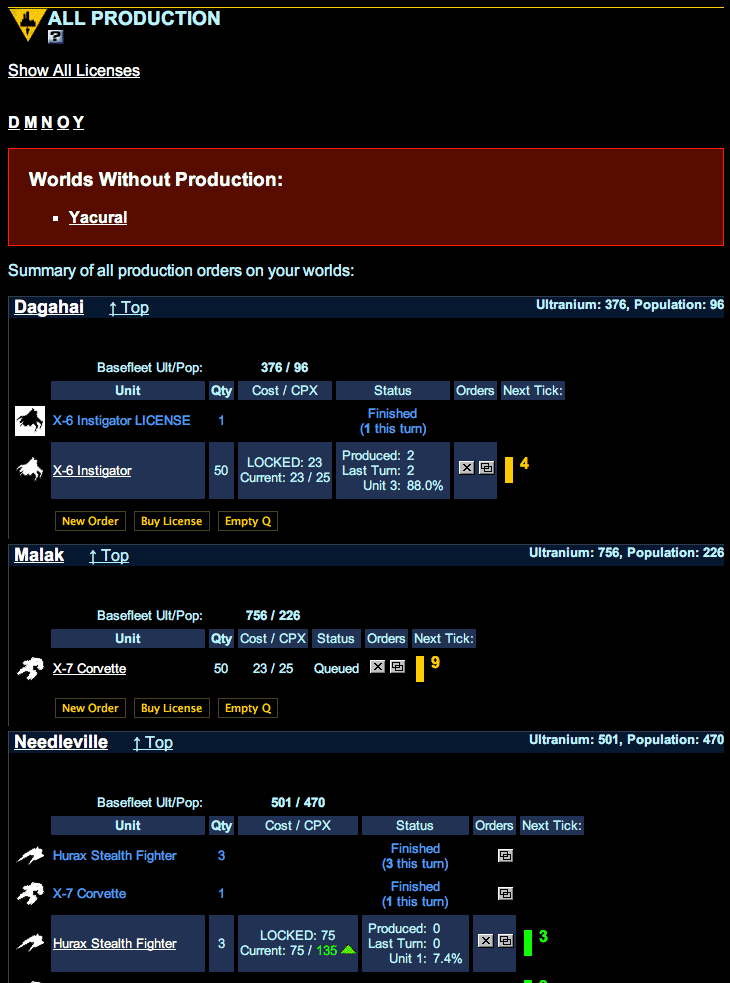 ALL PRODUCTION
?
Show All Licenses
D M N O Y
Worlds Without Production:
Yacural
Summary of all production orders on your worlds:
Dagahai ↑ Top Ultranium: 376, Population: 96
Basefleet Ult/Pop: 376 / 96
Unit Qty Cost / CPX Status Orders Next Tick:
X-6 Instigator LICENSE 1 Finished
(1 this turn)
X-6 Instigator 50 LOCKED: 23 Produced: 2 4
Current: 23 / 25 Last Turn: 2
Unit 3: 88.0%
New Order Buy License Empty Q
Malak ↑ Top Ultranium: 756, Population: 226
Basefleet Ult/Pop: 756 / 226
Unit Qty Cost / CPX Status Orders Next Tick:
X-7 Corvette 50 23 / 25 Queued 9
New Order Buy License Empty Q
Needleville ↑ Top Ultranium: 501, Population: 470
Basefleet Ult/Pop: 501 / 470
Unit Qty Cost / CPX Status Orders Next Tick:
Hurax Stealth Fighter 3 Finished
(3 this turn)
X-7 Corvette 1 Finished
(1 this turn)
Hurax Stealth Fighter 3 LOCKED: 75 Produced: 0 3
Current: 75 / 135 Last Turn: 0
Unit 1: 7.4%